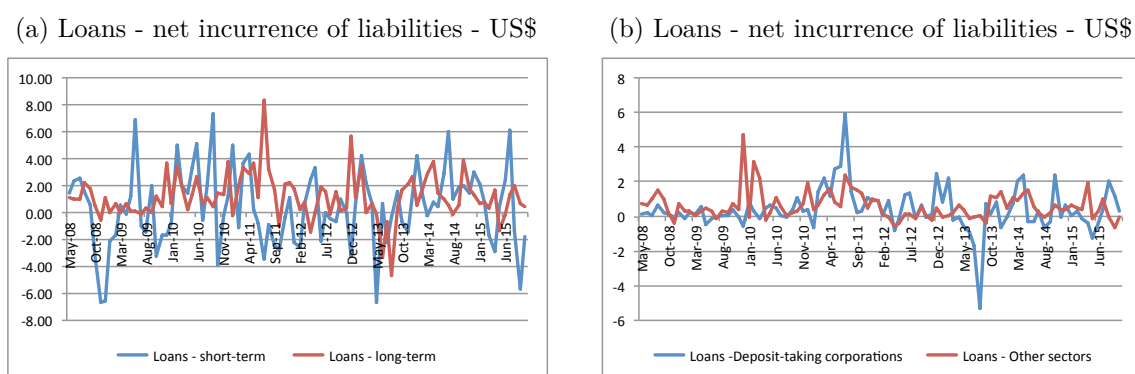 (a) Loans - net incurrence of liabilities - US$
10.00
8.00
6.00
4.00
2.00
0.00
-2.00
-4.00
-6.00
-8.00
May-08
Oct-08
Mar-09
Aug-09
Jan-10
Jun-10
Nov-10
Apr-11
Sep-11
Feb-12
Jul-12
Dec-12
May-13
Oct-13
Mar-14
Aug-14
Jan-15
Jun-15
Loans - short-term
Loans - long-term
(b) Loans - net incurrence of liabilities - US$
8
6
4
2
0
-2
-4
-6
May-08
Oct-08
Mar-09
Aug-09
Jan-10
Jun-10
Nov-10
Apr-11
Sep-11
Feb-12
Jul-12
Dec-12
May-13
Oct-13
Mar-14
Aug-14
Jan-15
Jun-15
Loans -Deposit-taking corporations
Loans - Other sectors